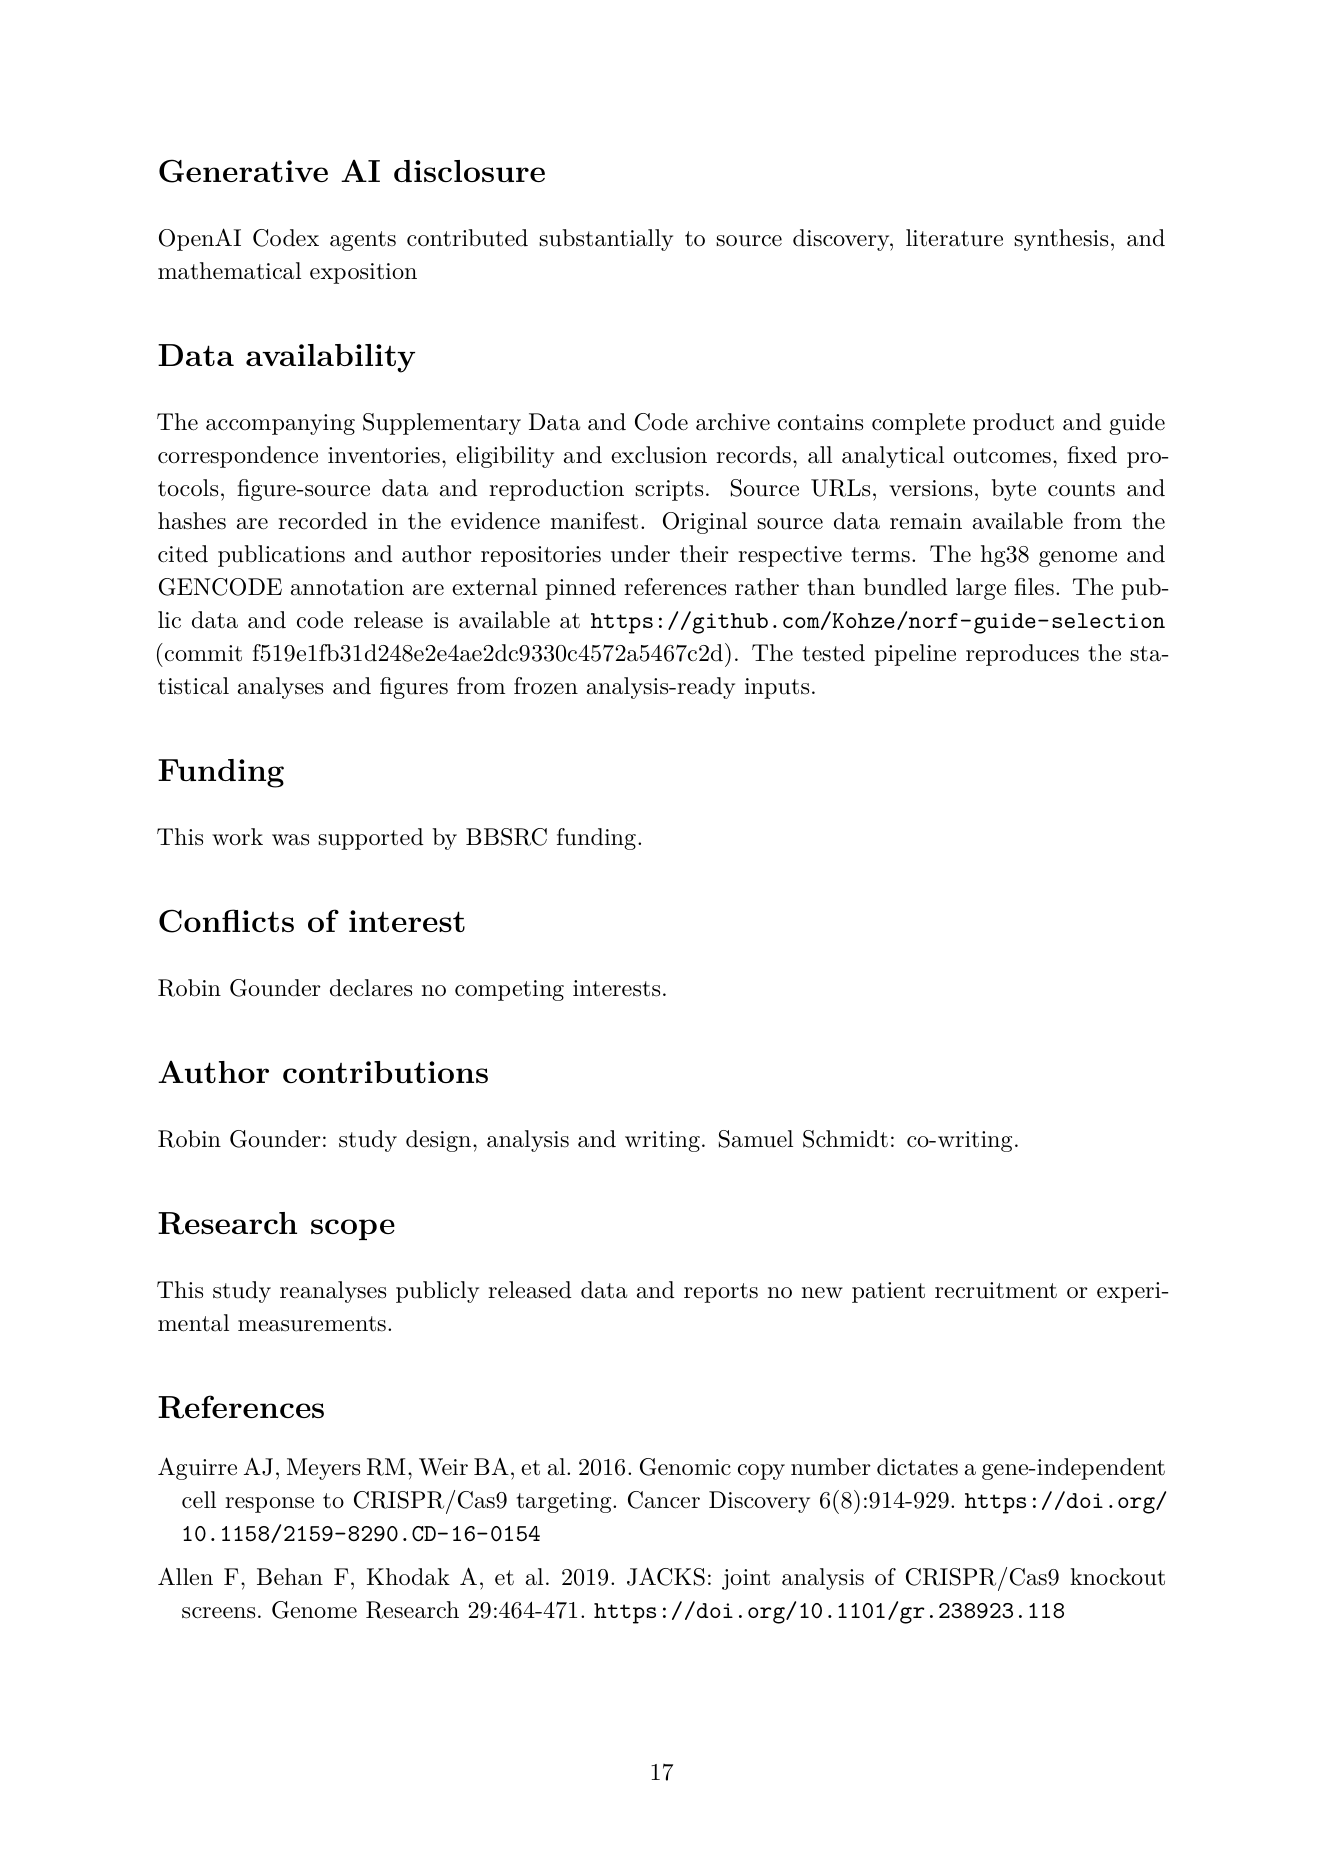 Generative AI disclosure
OpenAI Codex agents contributed substantially to source discovery, literature synthesis, and
mathematical exposition
Data availability
The accompanying Supplementary Data and Code archive contains complete product and guide
correspondence inventories, eligibility and exclusion records, all analytical outcomes, fixed pro-
tocols, figure-source data and reproduction scripts. Source URLs, versions, byte counts and
hashes are recorded in the evidence manifest. Original source data remain available from the
cited publications and author repositories under their respective terms. The hg38 genome and
GENCODE annotation are external pinned references rather than bundled large files. The pub-
lic data and code release is available at https://github.com/Kohze/norf-guide-selection
(commit f519e1fb31d248e2e4ae2dc9330c4572a5467c2d). The tested pipeline reproduces the sta-
tistical analyses and figures from frozen analysis-ready inputs.
Funding
This work was supported by BBSRC funding.
Conflicts of interest
Robin Gounder declares no competing interests.
Author contributions
Robin Gounder: study design, analysis and writing. Samuel Schmidt: co-writing.
Research scope
This study reanalyses publicly released data and reports no new patient recruitment or experi-
mental measurements.
References
Aguirre AJ, Meyers RM, Weir BA, et al. 2016. Genomic copy number dictates a gene-independent
cell response to CRISPR/Cas9 targeting. Cancer Discovery 6(8):914-929. https://doi.org/
10.1158/2159-8290.CD-16-0154
Allen F, Behan F, Khodak A, et al. 2019. JACKS: joint analysis of CRISPR/Cas9 knockout
screens. Genome Research 29:464-471. https://doi.org/10.1101/gr.238923.118
17